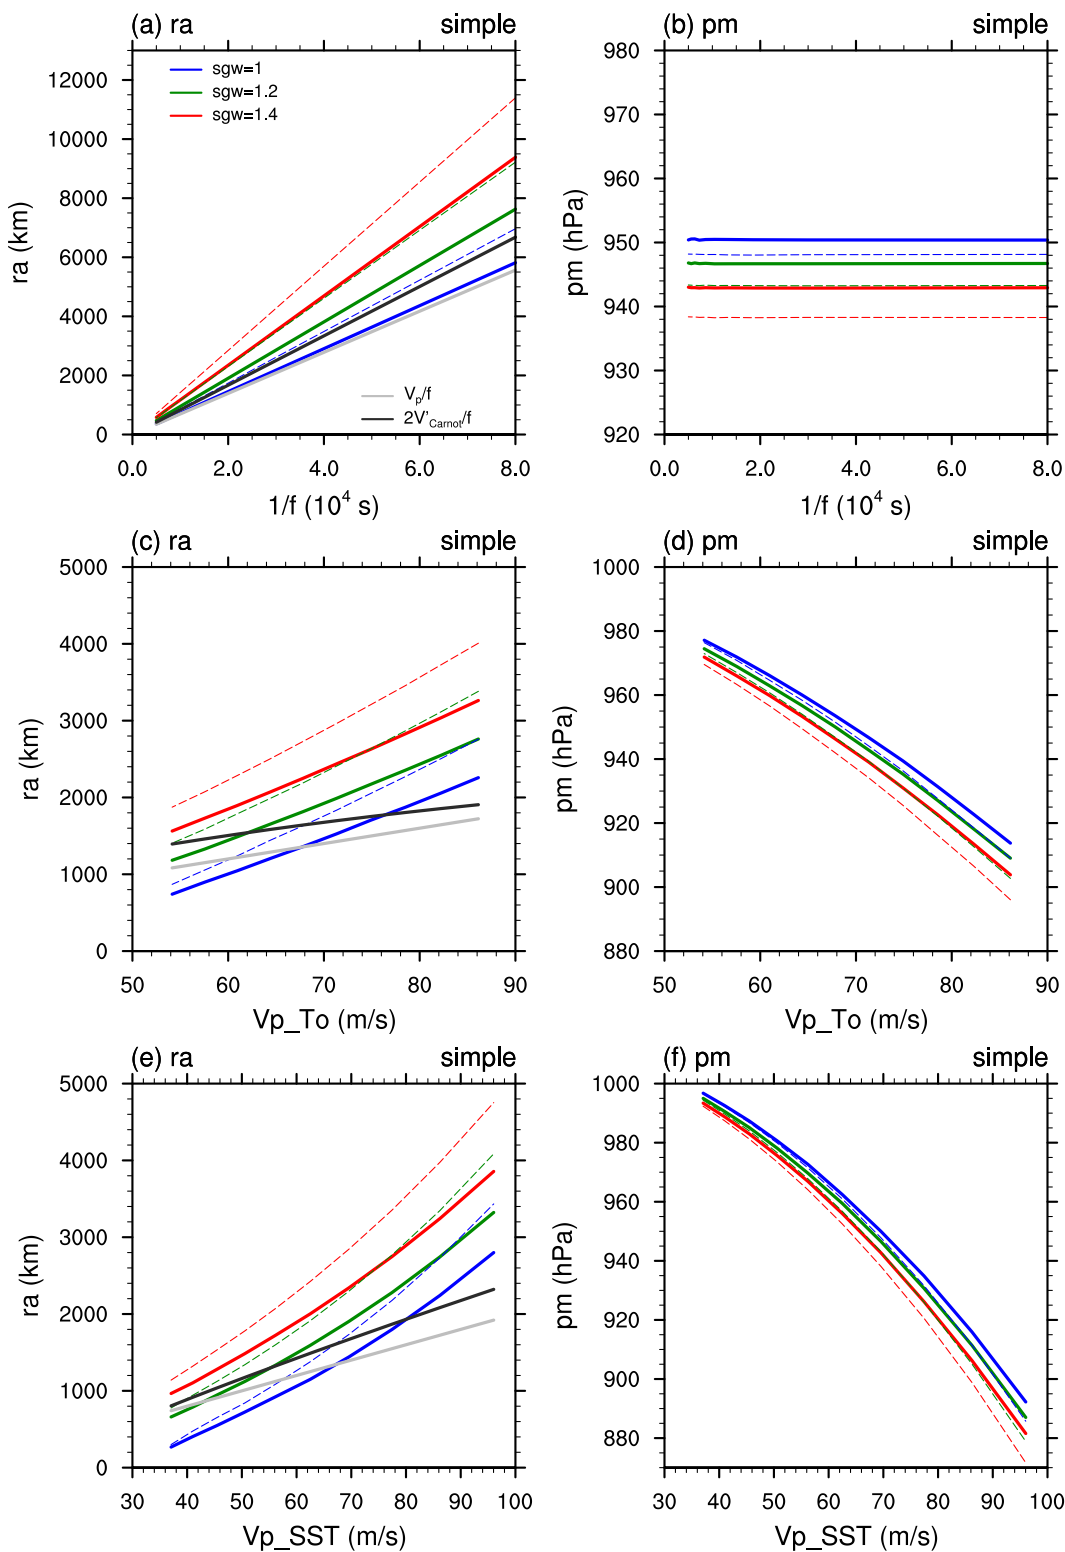 (a) ra simple
ra (km)
12000
10000
8000
6000
4000
2000
0
sgw=1
sgw=1.2
sgw=1.4
V_p/f
2V'_Carnot/f
0.0 2.0 4.0 6.0 8.0
1/f (10^4 s)
(b) pm simple
pm (hPa)
980
970
960
950
940
930
920
0.0 2.0 4.0 6.0 8.0
1/f (10^4 s)
(c) ra simple
ra (km)
5000
4000
3000
2000
1000
0
50 60 70 80 90
Vp_To (m/s)
(d) pm simple
pm (hPa)
1000
980
960
940
920
900
880
50 60 70 80 90
Vp_To (m/s)
(e) ra simple
ra (km)
5000
4000
3000
2000
1000
0
30 40 50 60 70 80 90 100
Vp_SST (m/s)
(f) pm simple
pm (hPa)
1000
980
960
940
920
900
880
30 40 50 60 70 80 90 100
Vp_SST (m/s)